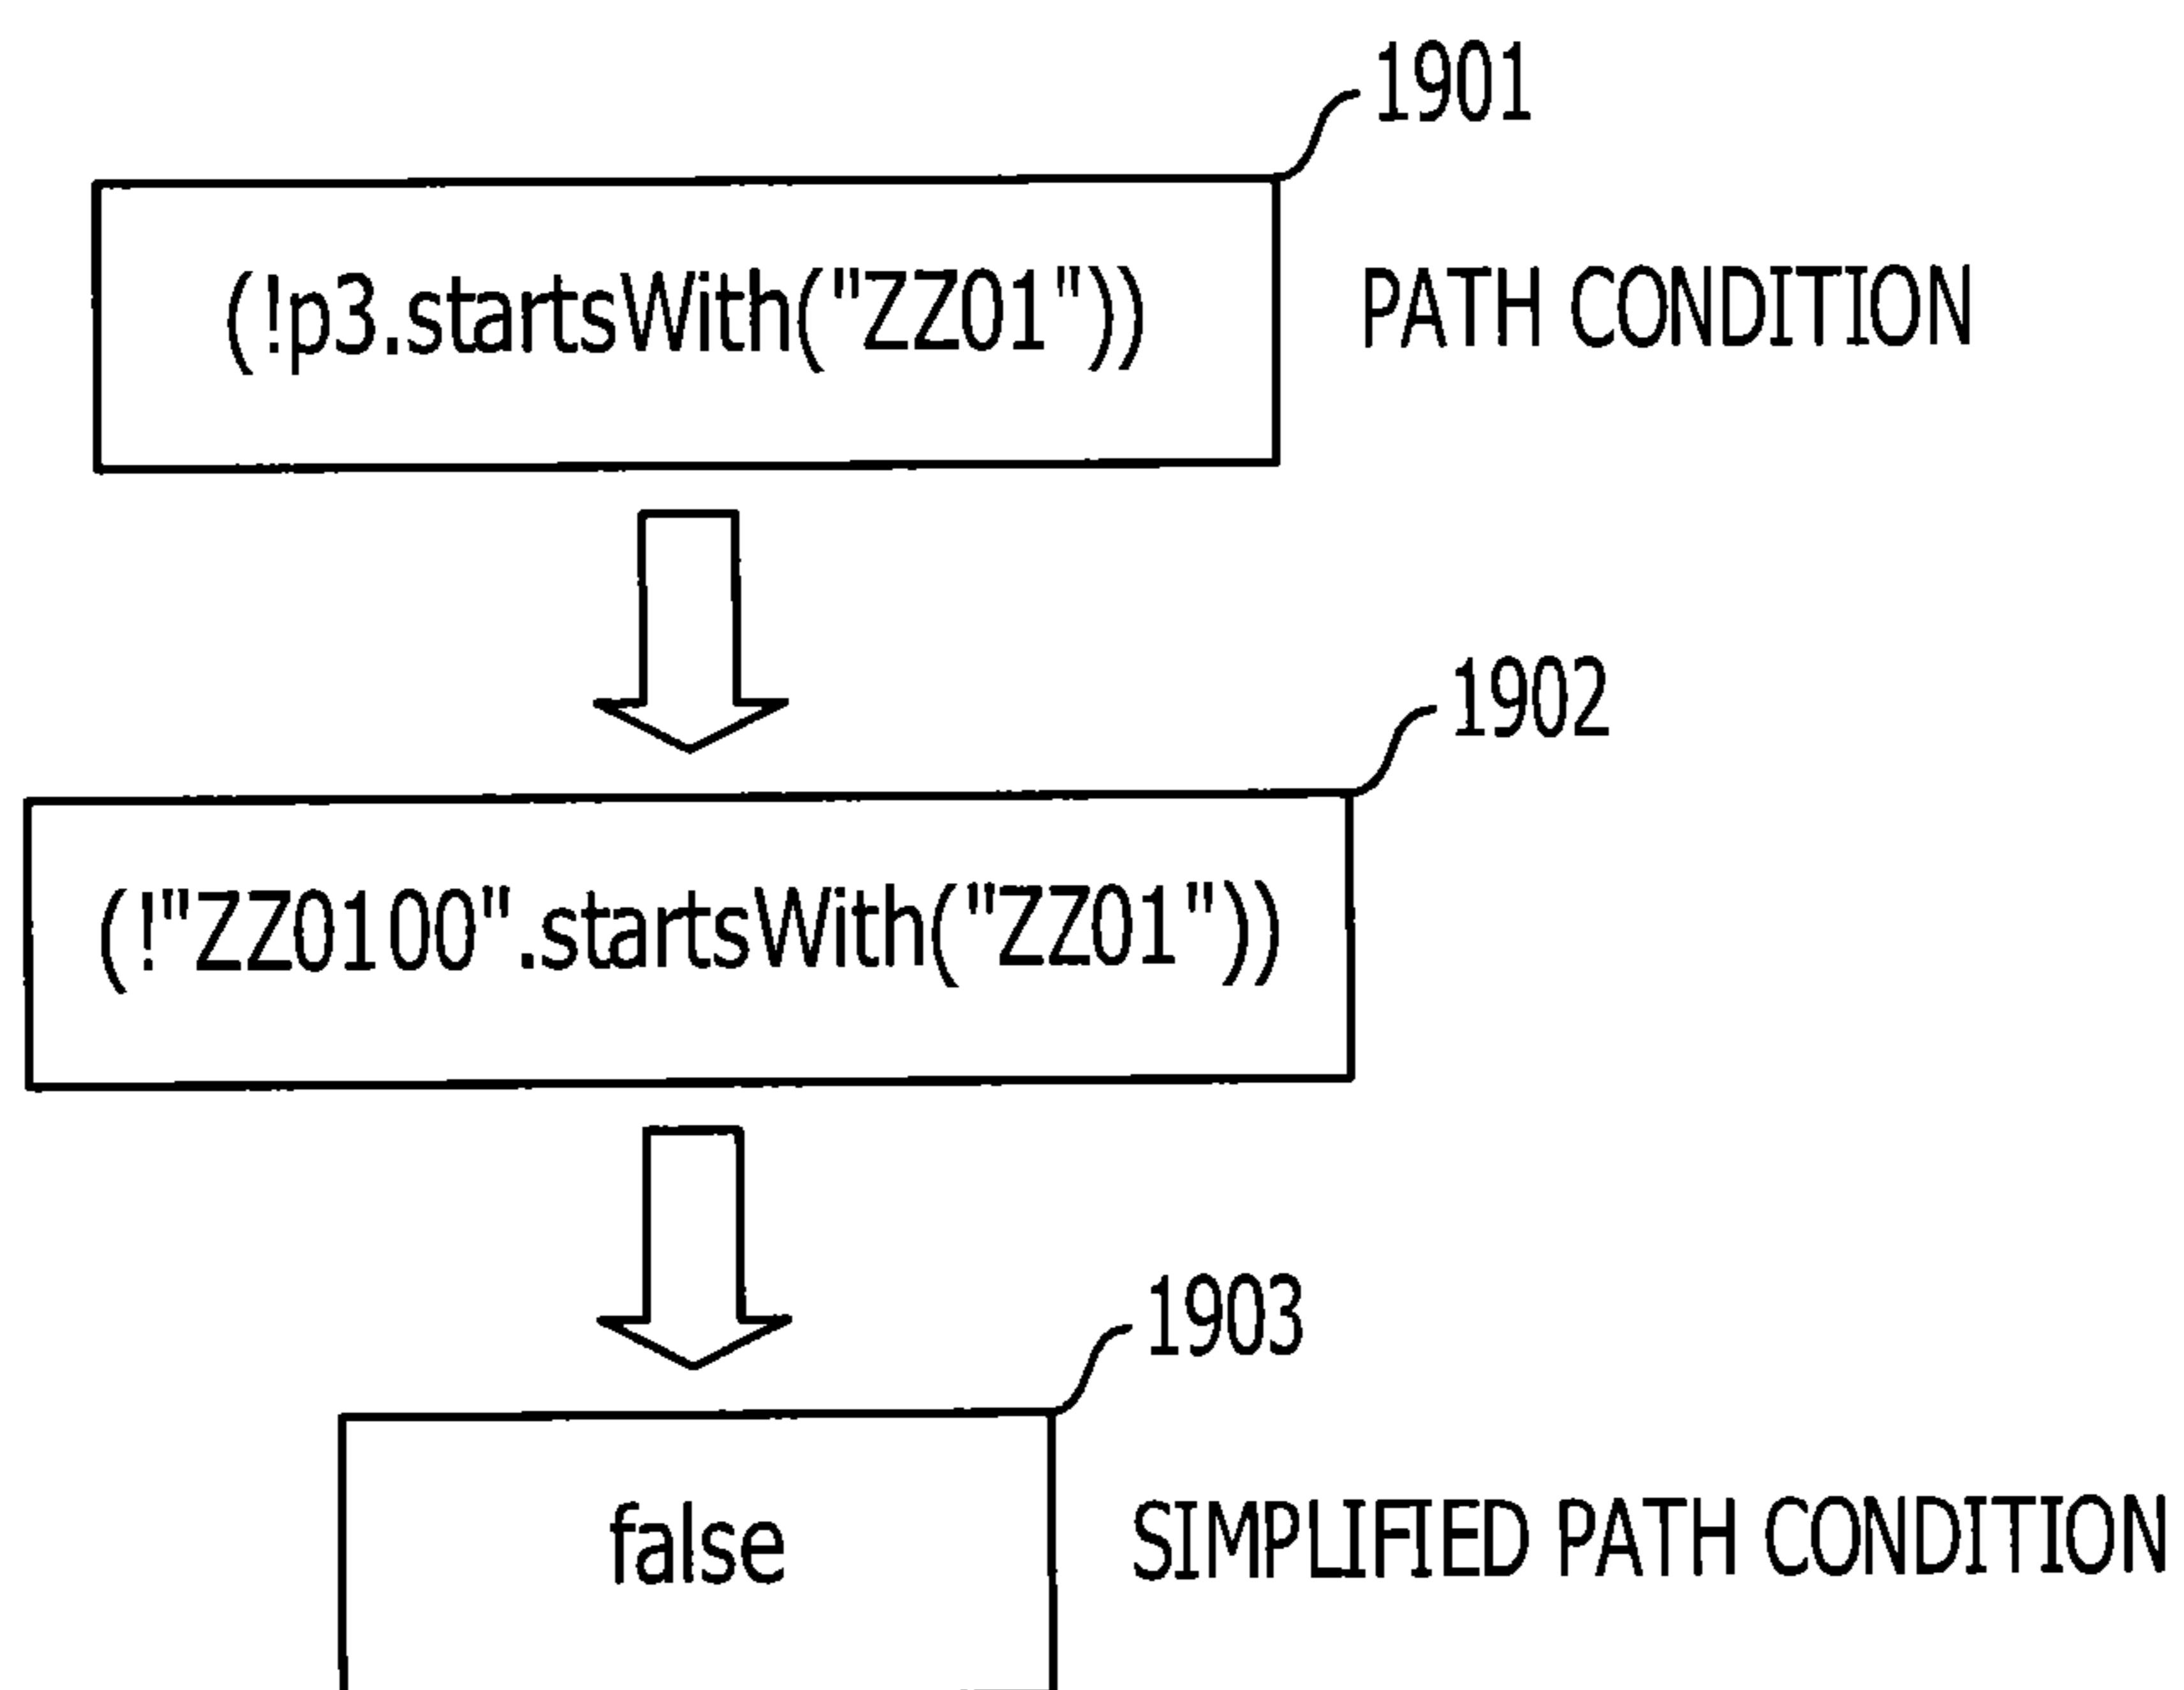 1901
(!p3.startsWith("ZZ01"))
PATH CONDITION
1902
(!"ZZ0100".startsWith("ZZ01"))
1903
false
SIMPLIFIED PATH CONDITION